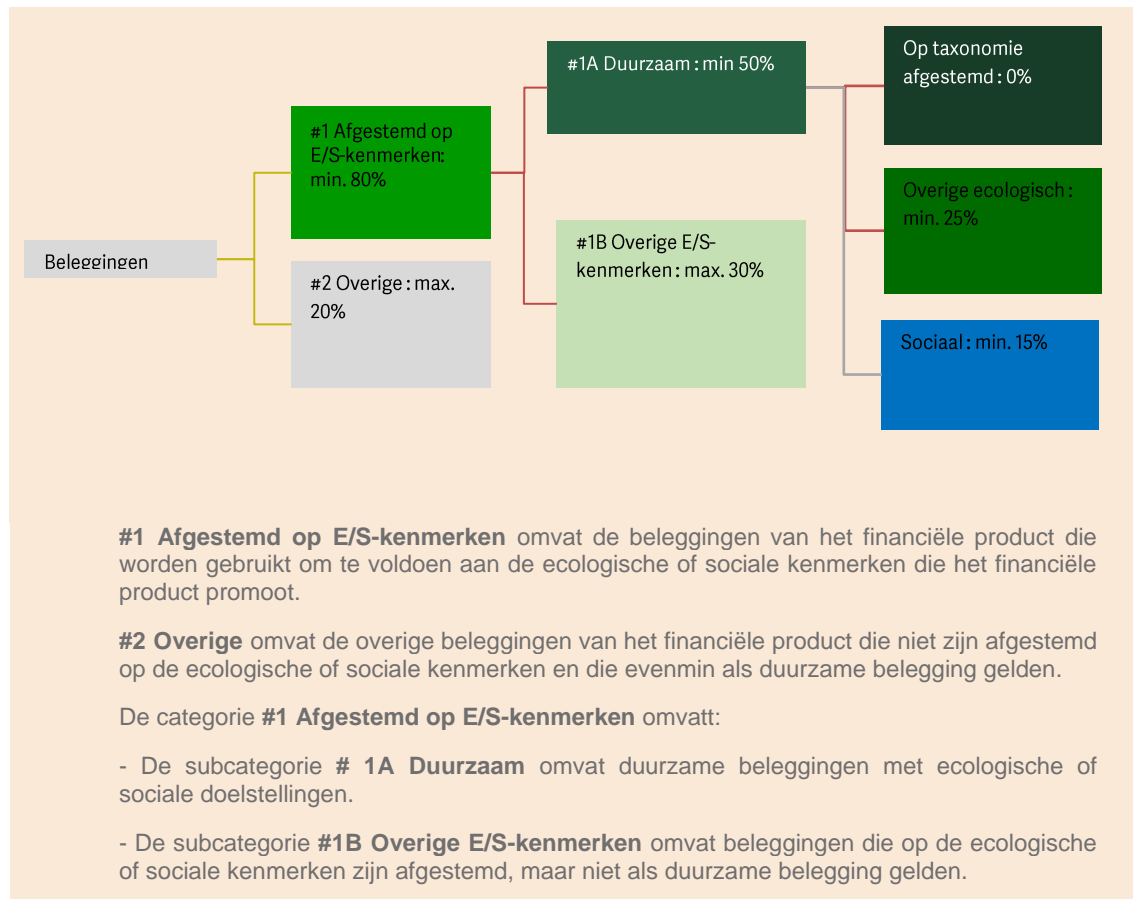 Op taxonomie
afgestemd : 0%
#1A Duurzaam : min 50%
#1 Afgestemd op
E/S-kenmerken:
min. 80%
Overige ecologisch :
min. 25%
#1B Overige E/S-
kenmerken : max. 30%
Beleggingen
#2 Overige : max.
20%
Sociaal : min. 15%
#1 Afgestemd op E/S-kenmerken omvat de beleggingen van het financiële product die
worden gebruikt om te voldoen aan de ecologische of sociale kenmerken die het financiële
product promoot.
#2 Overige omvat de overige beleggingen van het financiële product die niet zijn afgestemd
op de ecologische of sociale kenmerken en die evenmin als duurzame belegging gelden.
De categorie #1 Afgestemd op E/S-kenmerken omvatt:
- De subcategorie # 1A Duurzaam omvat duurzame beleggingen met ecologische of
sociale doelstellingen.
- De subcategorie #1B Overige E/S-kenmerken omvat beleggingen die op de ecologische
of sociale kenmerken zijn afgestemd, maar niet als duurzame belegging gelden.